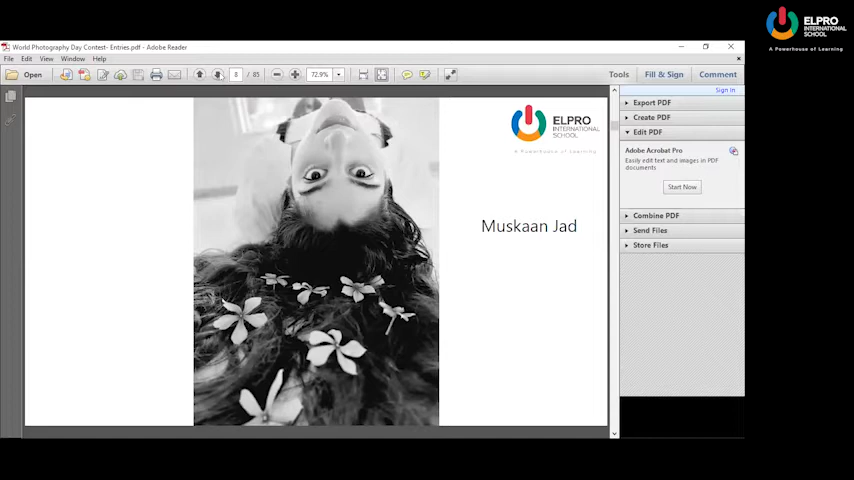 World Photography Day Contest- Entries.pdf - Adobe Reader
File Edit View Window Help
Open
8 / 85
72.9%
Tools
Fill & Sign
Comment
Sign In
Export PDF
Create PDF
Edit PDF
Adobe Acrobat Pro
Easily edit text and images in PDF
documents
Start Now
Combine PDF
Send Files
Store Files
ELPRO
INTERNATIONAL
SCHOOL
A Powerhouse of Learning
Muskaan Jad
ELPRO
INTERNATIONAL
SCHOOL
A Powerhouse of Learning